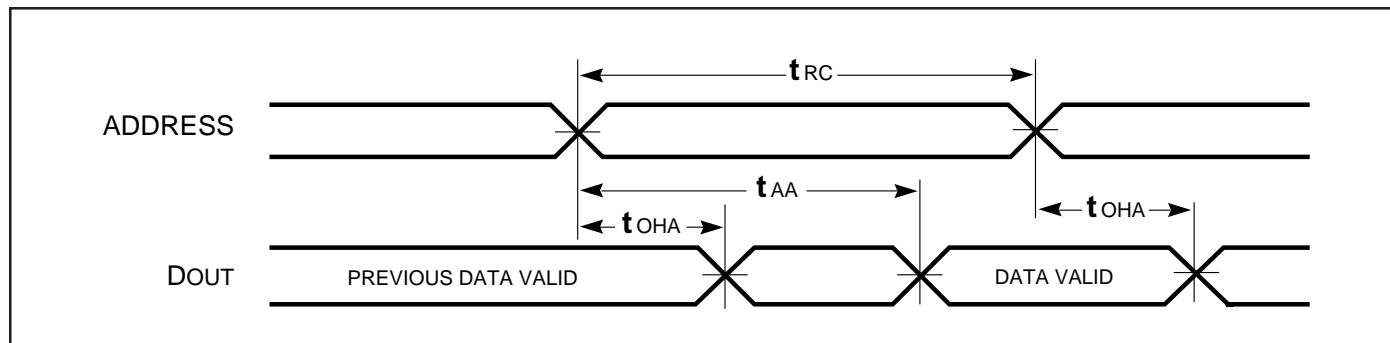 tRC
ADDRESS
tAA
tOHA
tOHA
DOUT
PREVIOUS DATA VALID
DATA VALID